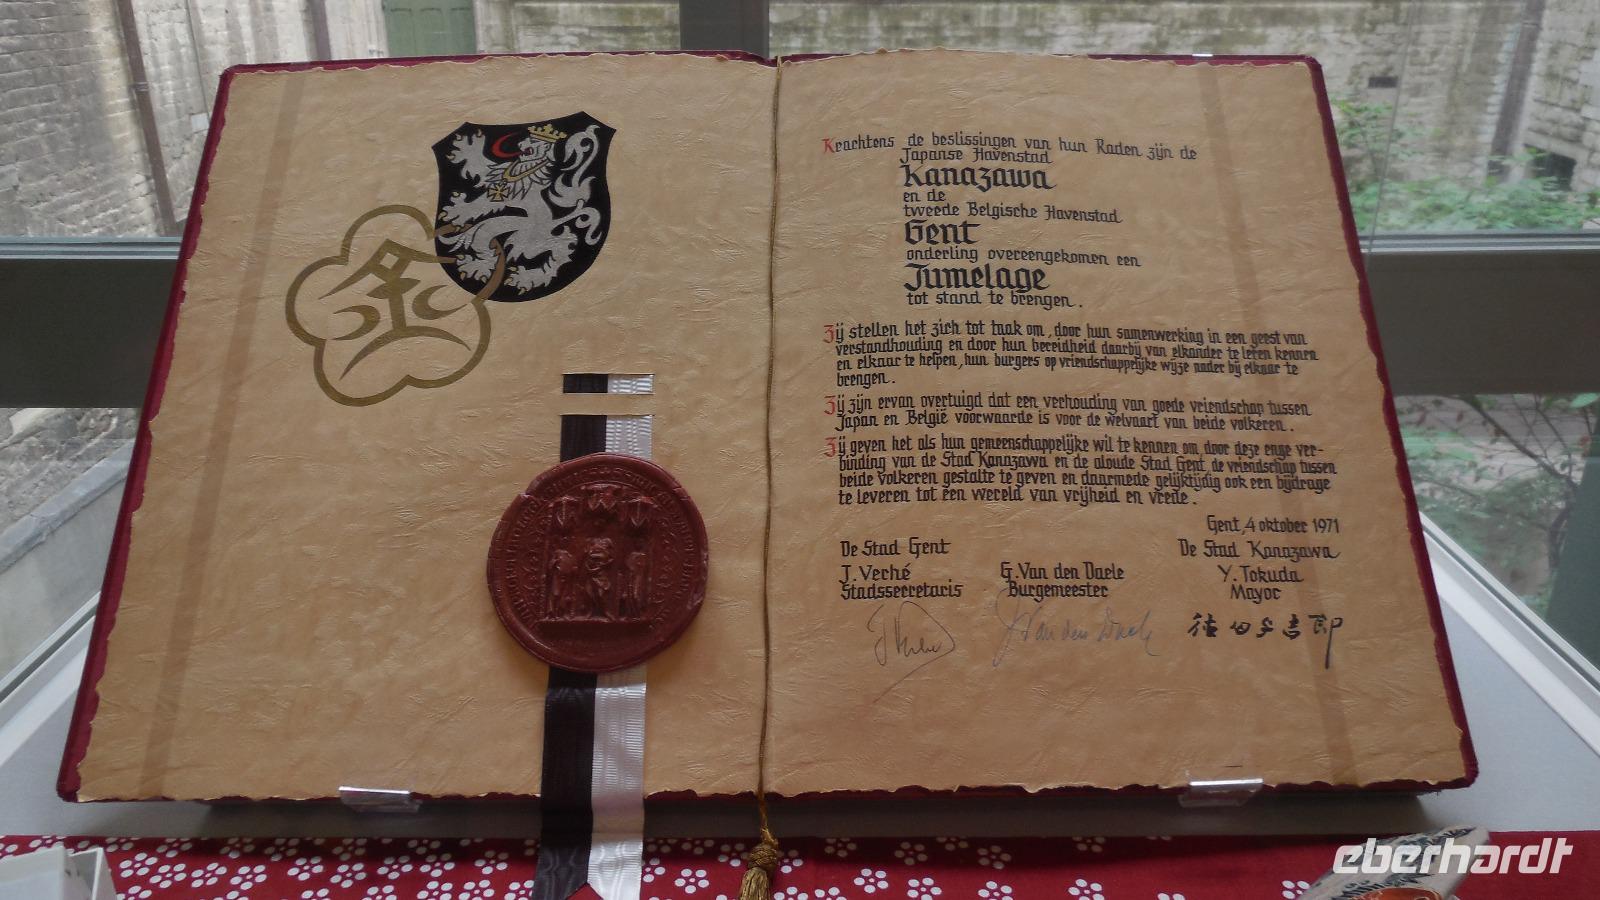 Krachtens de beslissingen van hun Raden zijn de
Japanse Havenstad
Kanazawa
en de
tweede Belgische Havenstad
Gent
onderling overeengekomen een
Jumelage
tot stand te brengen.
Zij stellen het zich tot taak om, door hun samenwerking in een geest van
verstandhouding en door hun bereidheid daarbij van elkander te leren kennen
en elkaar te helpen, hun burgers op vriendschappelijke wijze nader bij elkaar te
brengen.
Zij zijn ervan overtuigd dat een verhouding van goede vriendschap tussen
Japan en België voorwaarde is voor de welvaart van beide volkeren.
Zij geven het als hun gemeenschappelijke wil te kennen om door deze enge ver-
binding van de Stad Kanazawa en de aloude Stad Gent de vriendschap tussen
beide volkeren gestalte te geven en daarmede gelijktijdig ook een bijdrage
te leveren tot een wereld van vrijheid en vrede.
Gent, 4 oktober 1971
De Stad Gent De Stad Kanazawa
J. Verhé G. Van den Daele Y. Tokuda
Stadssecretaris Burgemeester Mayor
Van den Daele 徳田与吉郎
eberhardt